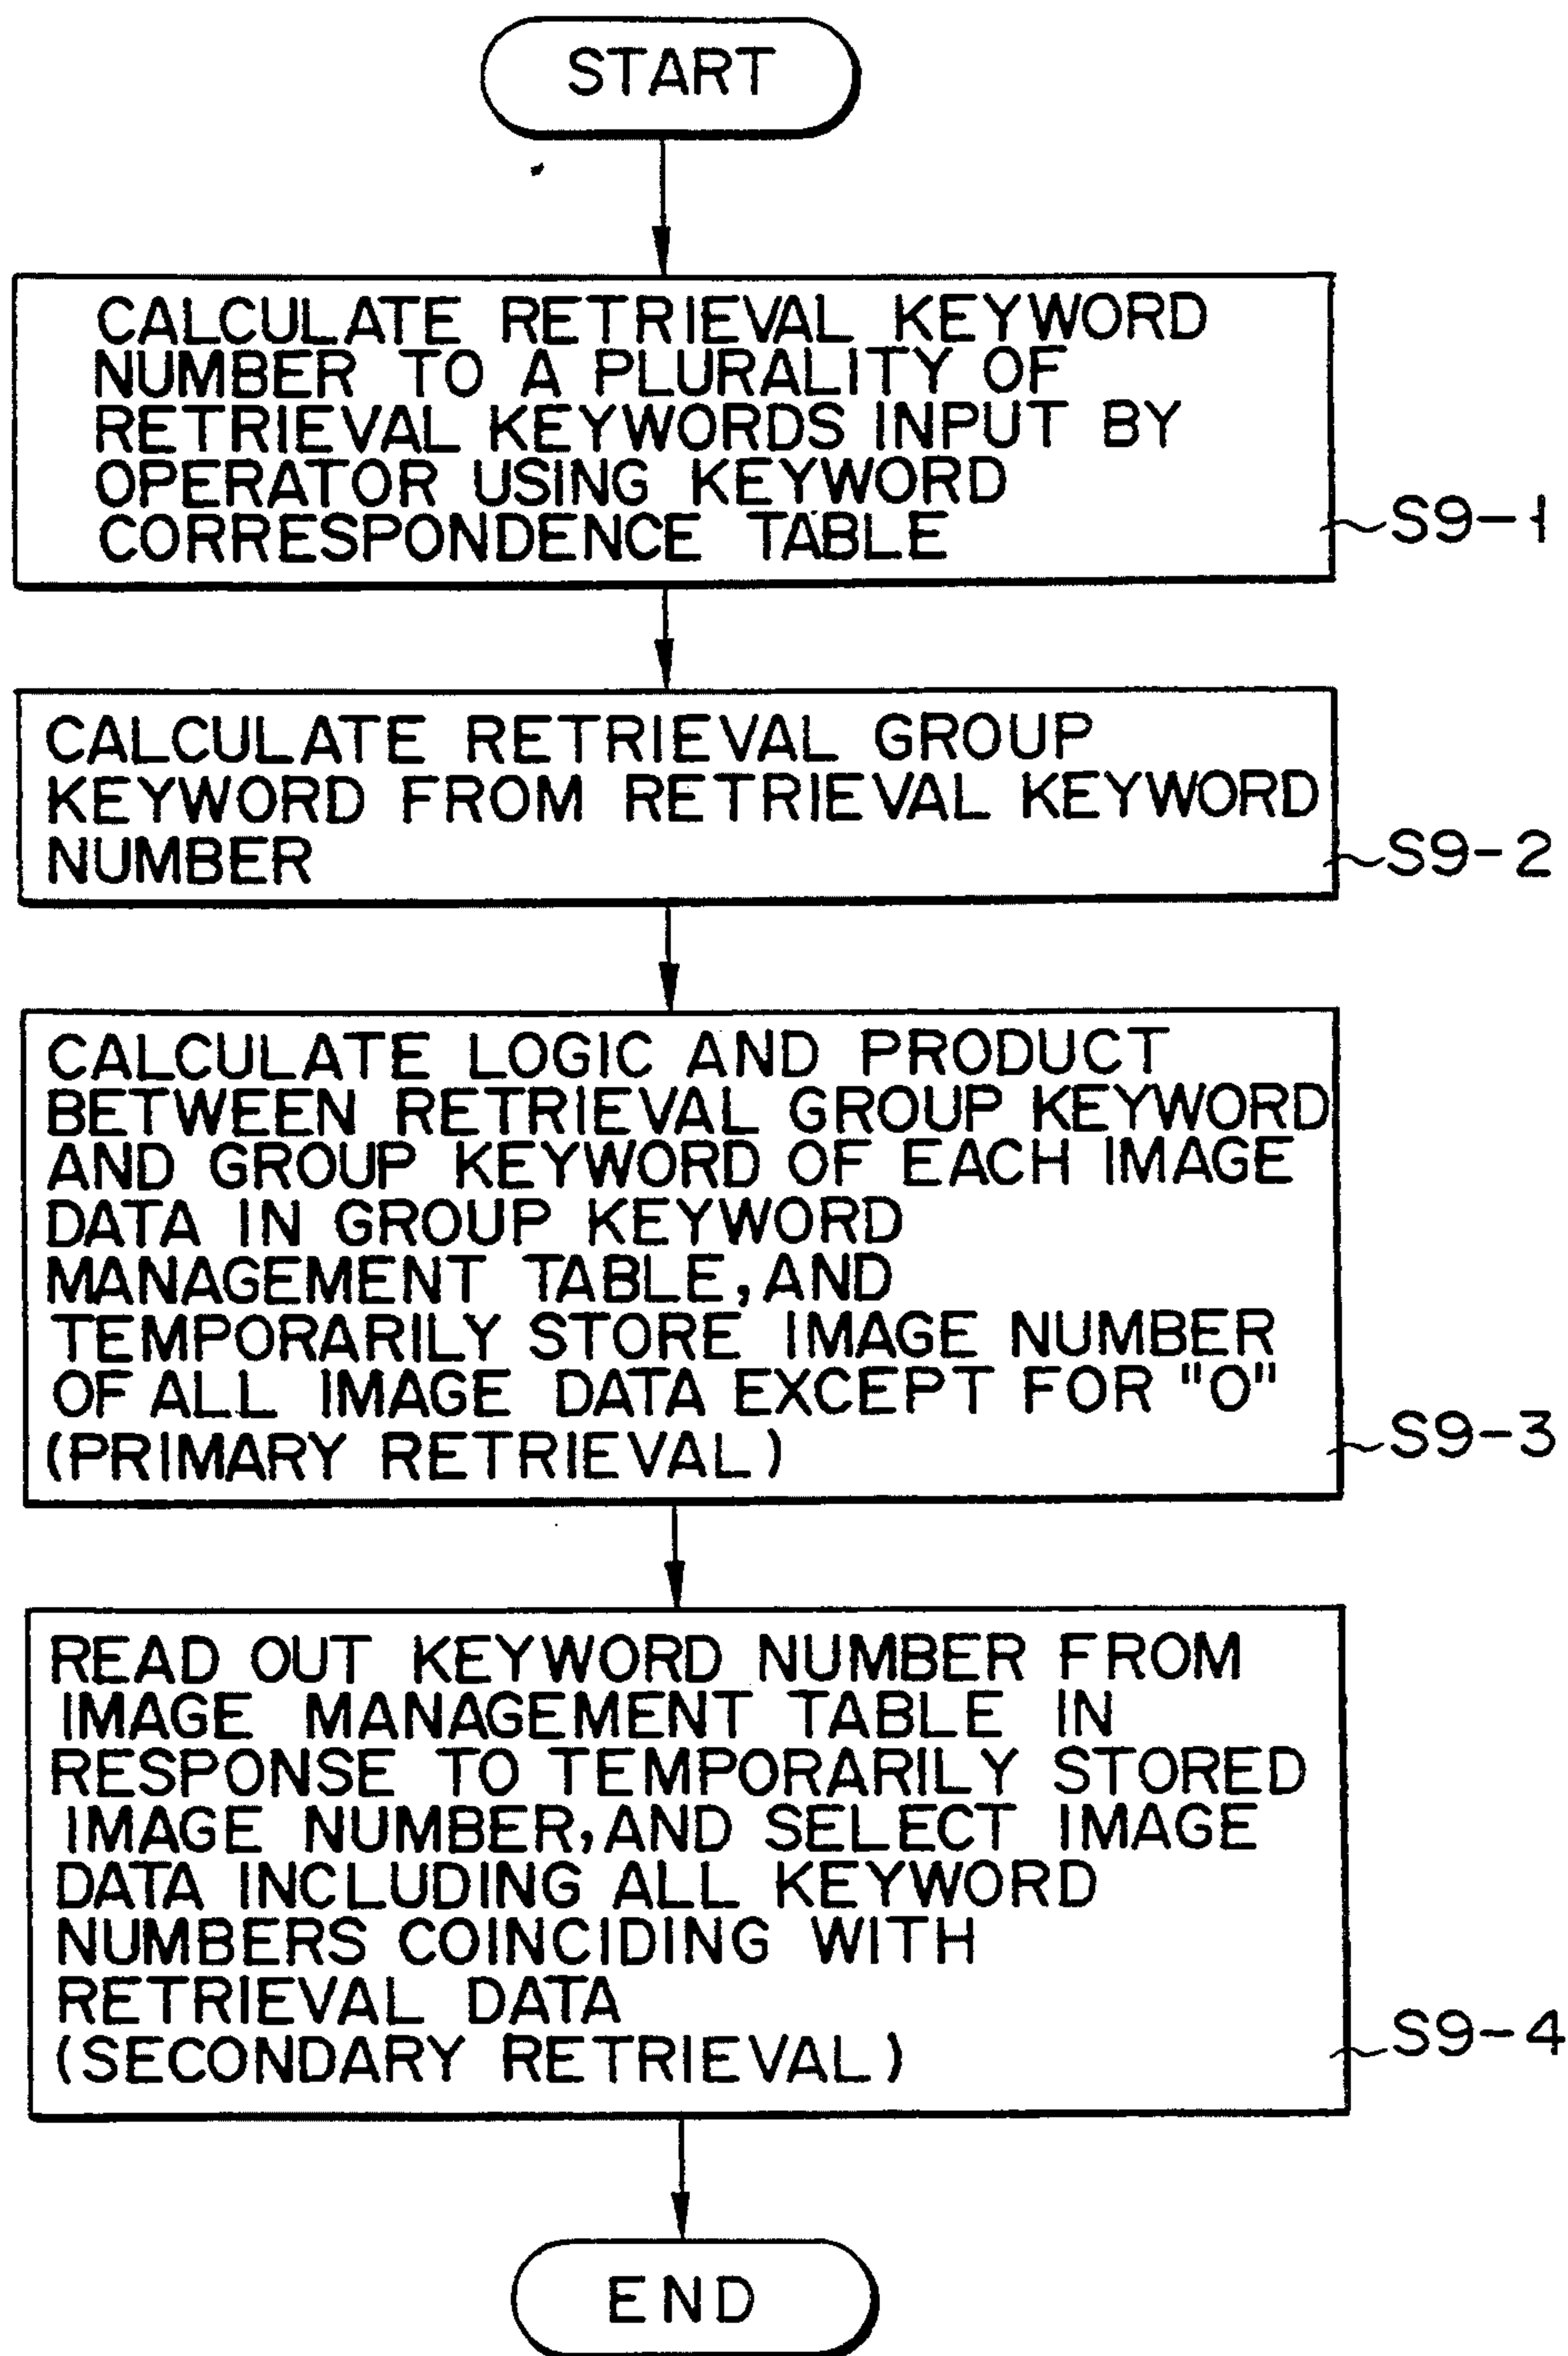 START
CALCULATE RETRIEVAL KEYWORD
NUMBER TO A PLURALITY OF
RETRIEVAL KEYWORDS INPUT BY
OPERATOR USING KEYWORD
CORRESPONDENCE TABLE
S9-1
CALCULATE RETRIEVAL GROUP
KEYWORD FROM RETRIEVAL KEYWORD
NUMBER
S9-2
CALCULATE LOGIC AND PRODUCT
BETWEEN RETRIEVAL GROUP KEYWORD
AND GROUP KEYWORD OF EACH IMAGE
DATA IN GROUP KEYWORD
MANAGEMENT TABLE, AND
TEMPORARILY STORE IMAGE NUMBER
OF ALL IMAGE DATA EXCEPT FOR "0"
(PRIMARY RETRIEVAL)
S9-3
READ OUT KEYWORD NUMBER FROM
IMAGE MANAGEMENT TABLE IN
RESPONSE TO TEMPORARILY STORED
IMAGE NUMBER, AND SELECT IMAGE
DATA INCLUDING ALL KEYWORD
NUMBERS COINCIDING WITH
RETRIEVAL DATA
(SECONDARY RETRIEVAL)
S9-4
END